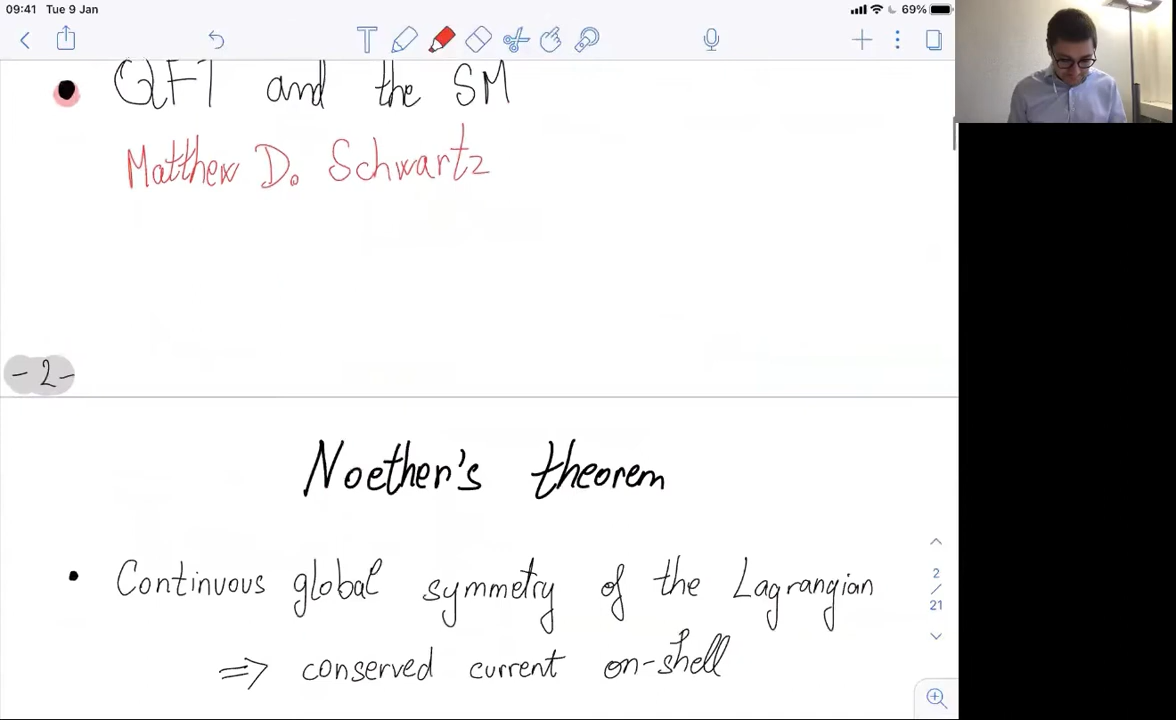 09:41 Tue 9 Jan 69%
QFT and the SM
Matthew D. Schwartz
- 2 -
Noether's theorem
• Continuous global symmetry of the Lagrangian
⇒ conserved current on-shell
2
/
21